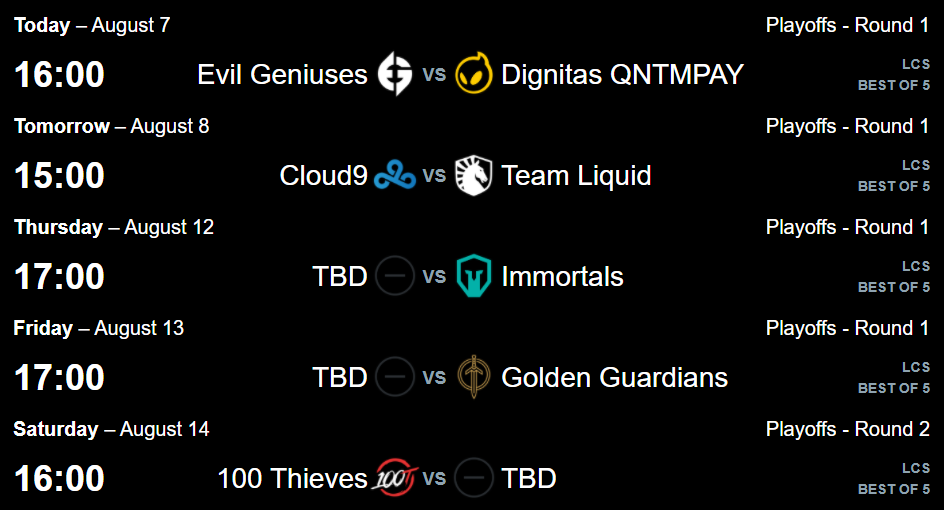 Today – August 7 Playoffs - Round 1
16:00 Evil Geniuses VS Dignitas QNTMPAY LCS
BEST OF 5
Tomorrow – August 8 Playoffs - Round 1
15:00 Cloud9 VS Team Liquid LCS
BEST OF 5
Thursday – August 12 Playoffs - Round 1
17:00 TBD VS Immortals LCS
BEST OF 5
Friday – August 13 Playoffs - Round 1
17:00 TBD VS Golden Guardians LCS
BEST OF 5
Saturday – August 14 Playoffs - Round 2
16:00 100 Thieves 100T VS TBD LCS
BEST OF 5